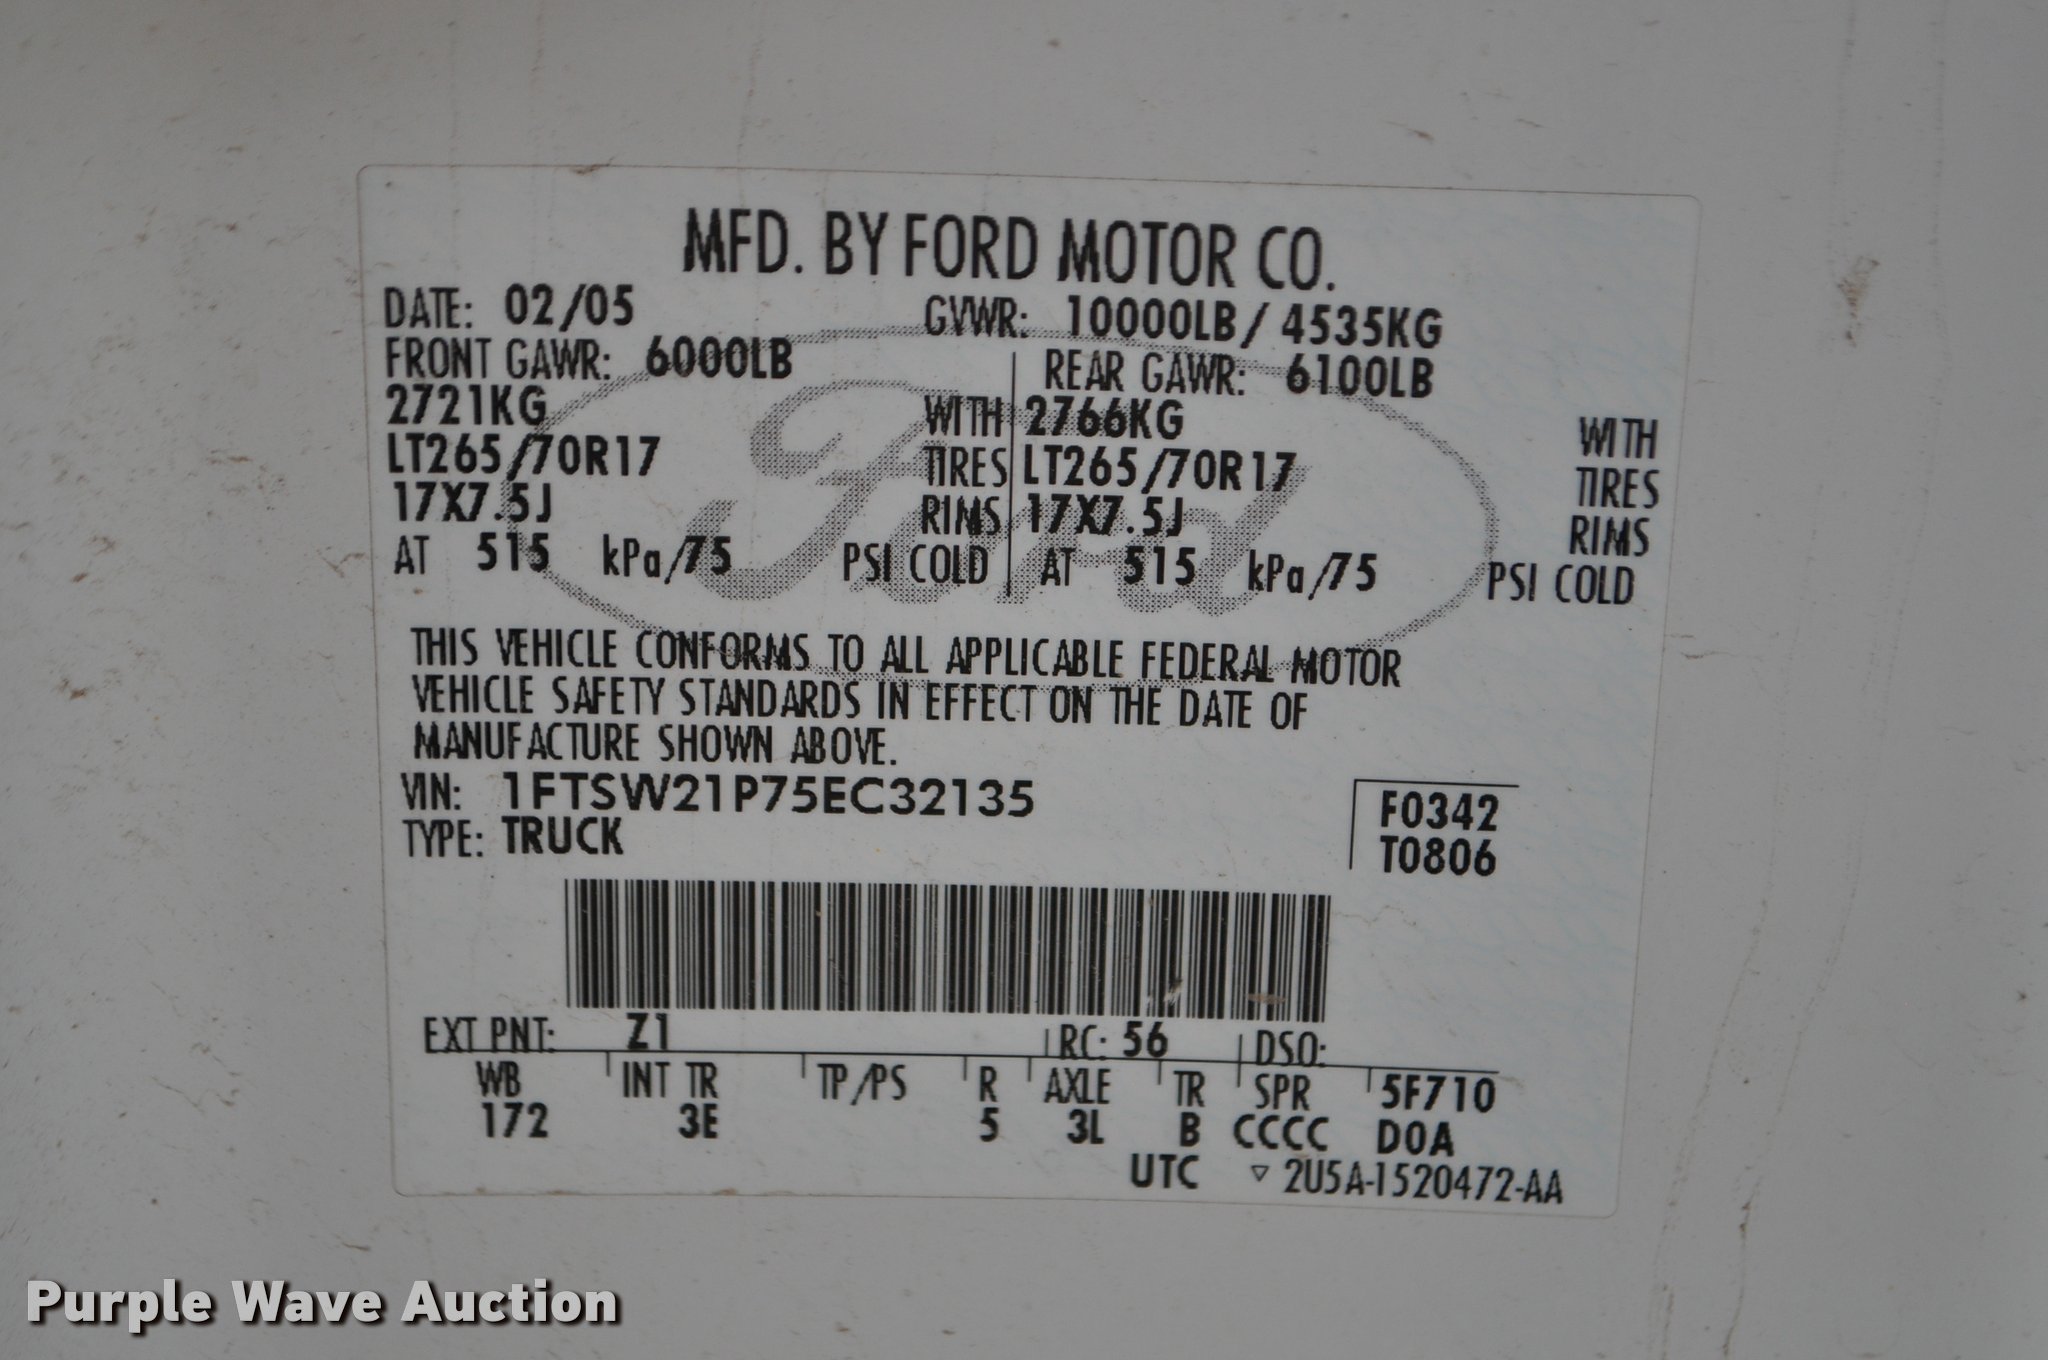 MFD. BY FORD MOTOR CO.
DATE: 02/05 GVWR: 10000LB/ 4535KG
FRONT GAWR: 6000LB REAR GAWR: 6100LB
2721KG WITH 2766KG WITH
LT265/70R17 TIRES LT265/70R17 TIRES
17X7.5J RIMS 17X7.5J RIMS
AT 515 kPa/75 PSI COLD AT 515 kPa/75 PSI COLD
Ford
THIS VEHICLE CONFORMS TO ALL APPLICABLE FEDERAL MOTOR
VEHICLE SAFETY STANDARDS IN EFFECT ON THE DATE OF
MANUFACTURE SHOWN ABOVE.
VIN: 1FTSW21P75EC32135 F0342
TYPE: TRUCK T0806
EXT PNT: Z1 RC: 56 DSO:
WB INT TR TP/PS R AXLE TR SPR 5F710
172 3E 5 3L B CCCC D0A
UTC ▽ 2U5A-1520472-AA
Purple Wave Auction